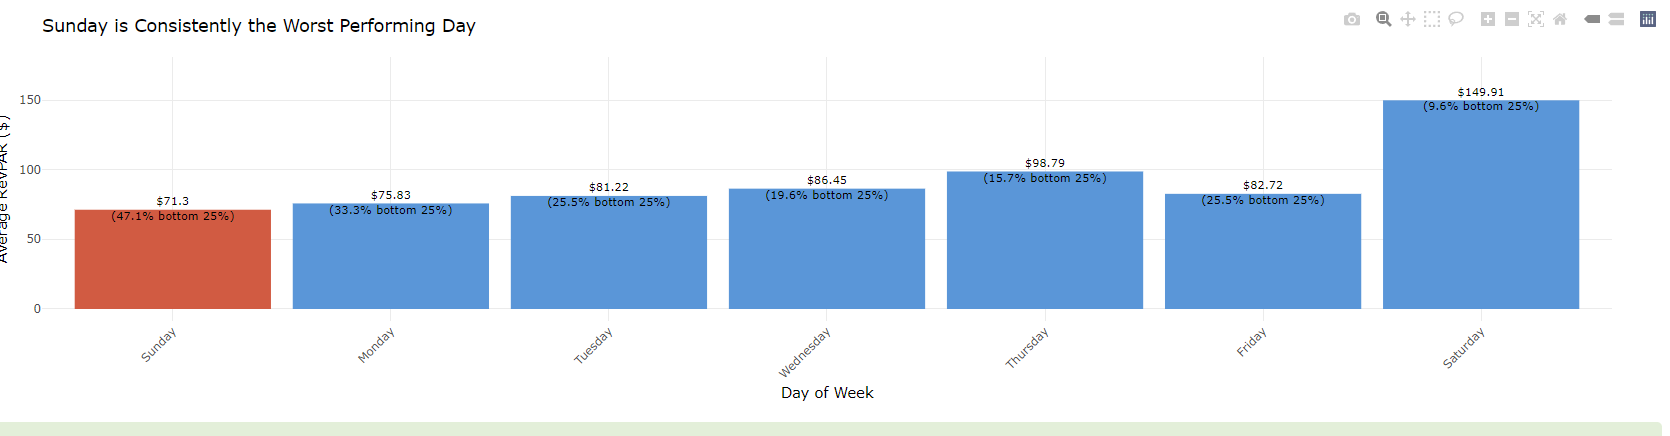 Sunday is Consistently the Worst Performing Day
Average RevPAR ($)
150
100
50
0
$71.3
(47.1% bottom 25%)
$75.83
(33.3% bottom 25%)
$81.22
(25.5% bottom 25%)
$86.45
(19.6% bottom 25%)
$98.79
(15.7% bottom 25%)
$82.72
(25.5% bottom 25%)
$149.91
(9.6% bottom 25%)
Sunday
Monday
Tuesday
Wednesday
Thursday
Friday
Saturday
Day of Week